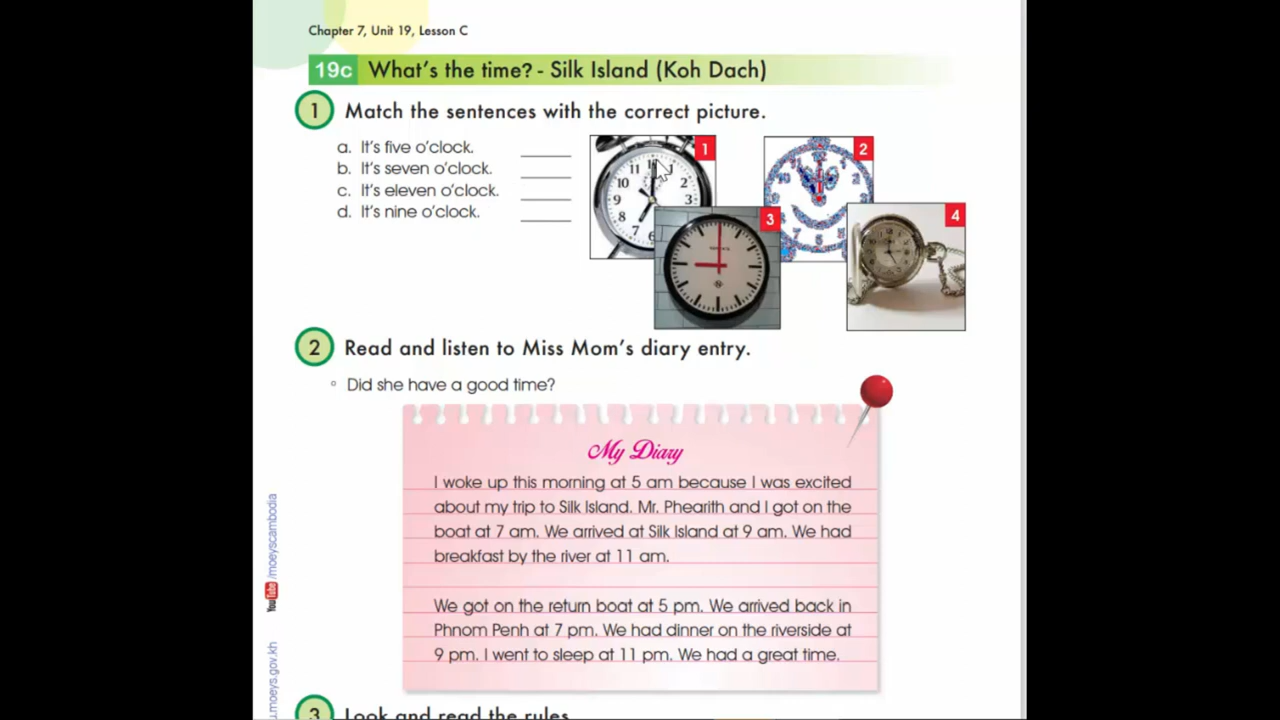 Chapter 7, Unit 19, Lesson C
19c What's the time? - Silk Island (Koh Dach)
1 Match the sentences with the correct picture.
a. It's five o'clock. ______
b. It's seven o'clock. ______
c. It's eleven o'clock. ______
d. It's nine o'clock. ______
1
2
3
4
2 Read and listen to Miss Mom's diary entry.
° Did she have a good time?
My Diary
I woke up this morning at 5 am because I was excited
about my trip to Silk Island. Mr. Phearith and I got on the
boat at 7 am. We arrived at Silk Island at 9 am. We had
breakfast by the river at 11 am.
We got on the return boat at 5 pm. We arrived back in
Phnom Penh at 7 pm. We had dinner on the riverside at
9 pm. I went to sleep at 11 pm. We had a great time.
3 Look and read the rules
YouTube /moeyscambodia
.moeys.gov.kh